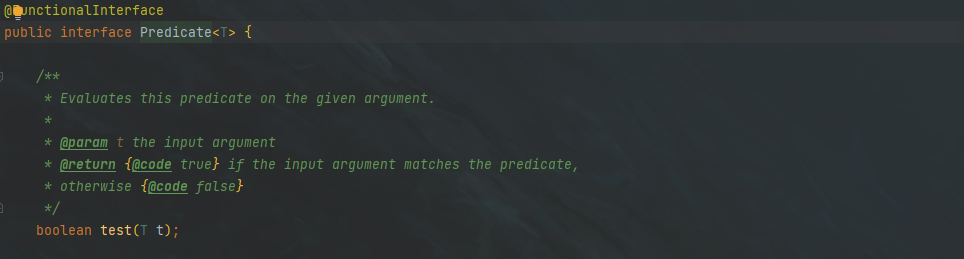 @FunctionalInterface
public interface Predicate<T> {
/**
* Evaluates this predicate on the given argument.
*
* @param t the input argument
* @return {@code true} if the input argument matches the predicate,
* otherwise {@code false}
*/
boolean test(T t);